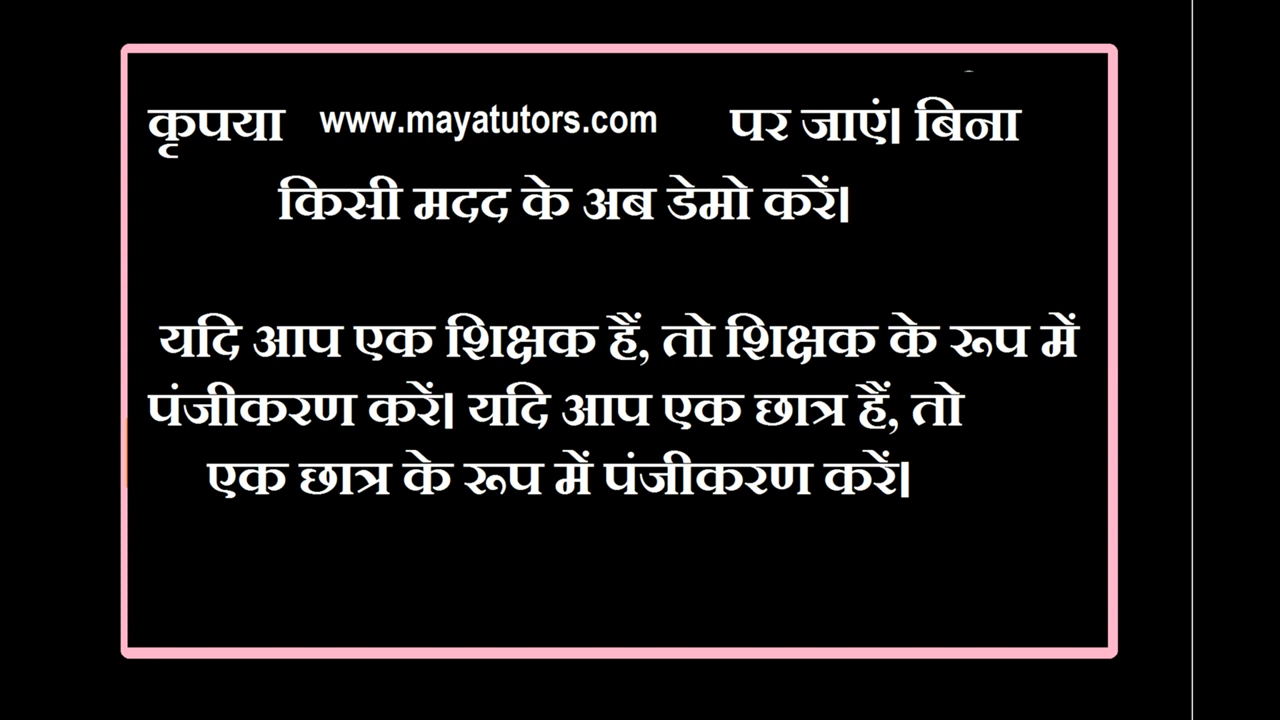 कृपया www.mayatutors.com पर जाएं। बिना
किसी मदद के अब डेमो करें।
यदि आप एक शिक्षक हैं, तो शिक्षक के रूप में
पंजीकरण करें। यदि आप एक छात्र हैं, तो
एक छात्र के रूप में पंजीकरण करें।